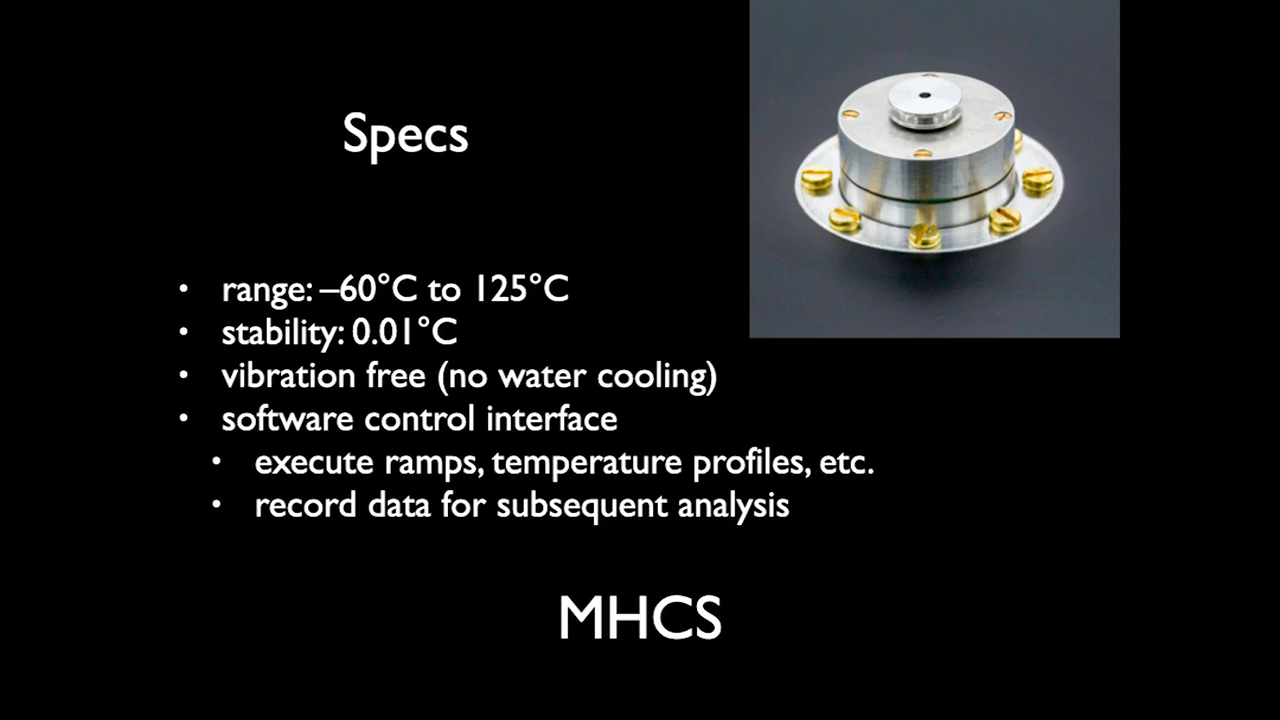 Specs
• range: –60°C to 125°C
• stability: 0.01°C
• vibration free (no water cooling)
• software control interface
• execute ramps, temperature profiles, etc.
• record data for subsequent analysis
MHCS